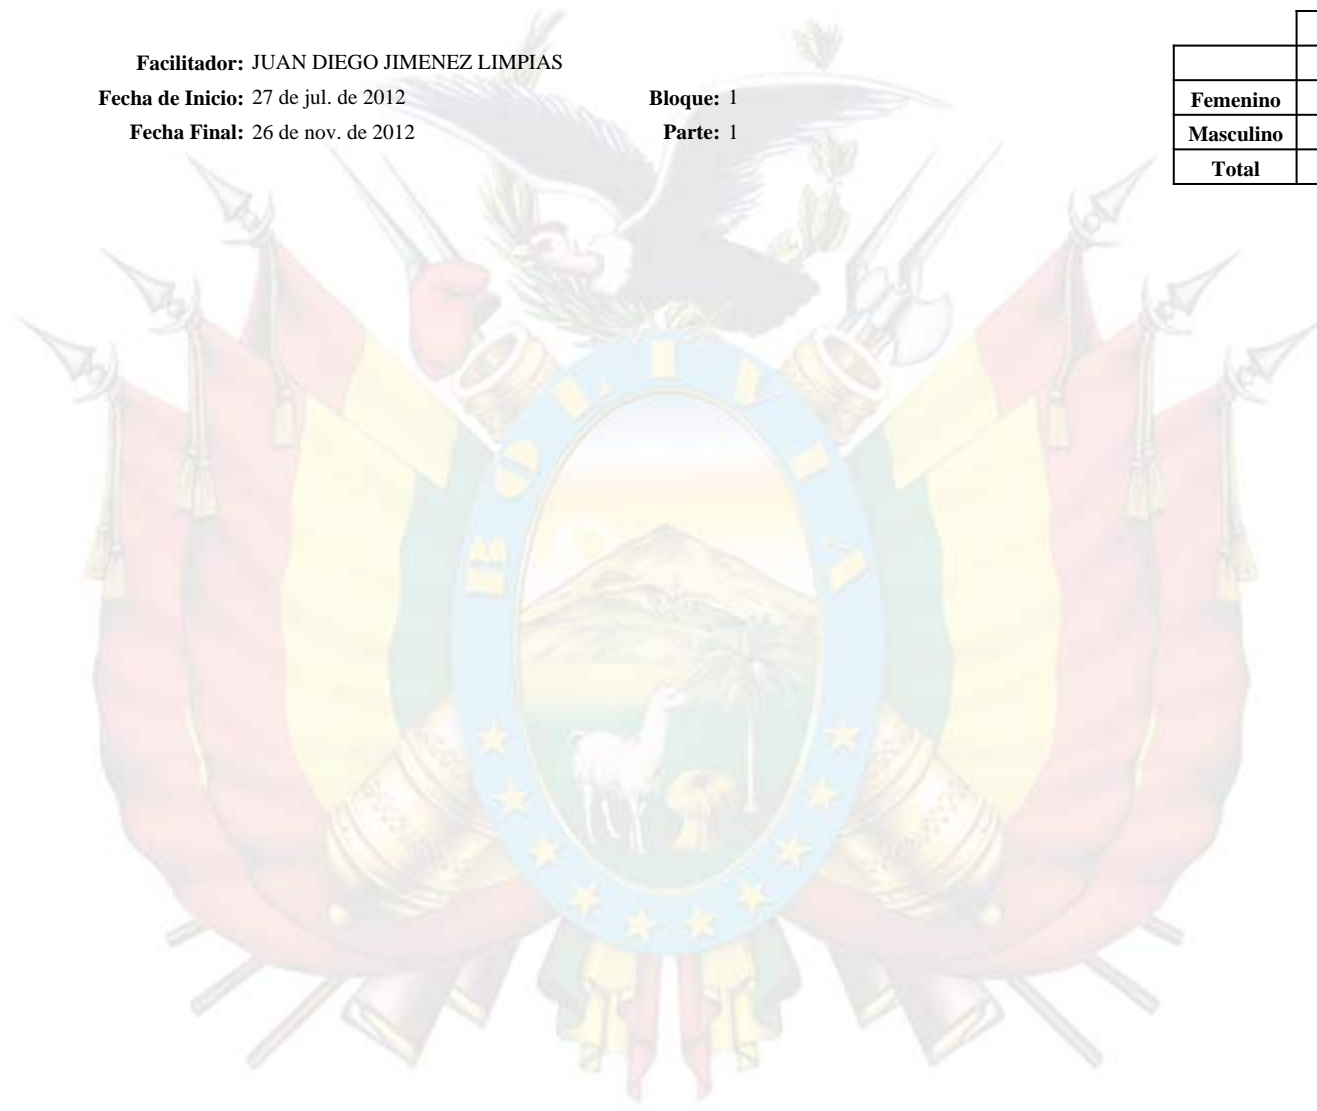 Facilitador: JUAN DIEGO JIMENEZ LIMPIAS
Fecha de Inicio: 27 de jul. de 2012 Bloque: 1
Fecha Final: 26 de nov. de 2012 Parte: 1
Femenino
Masculino
Total
BOLIVIA